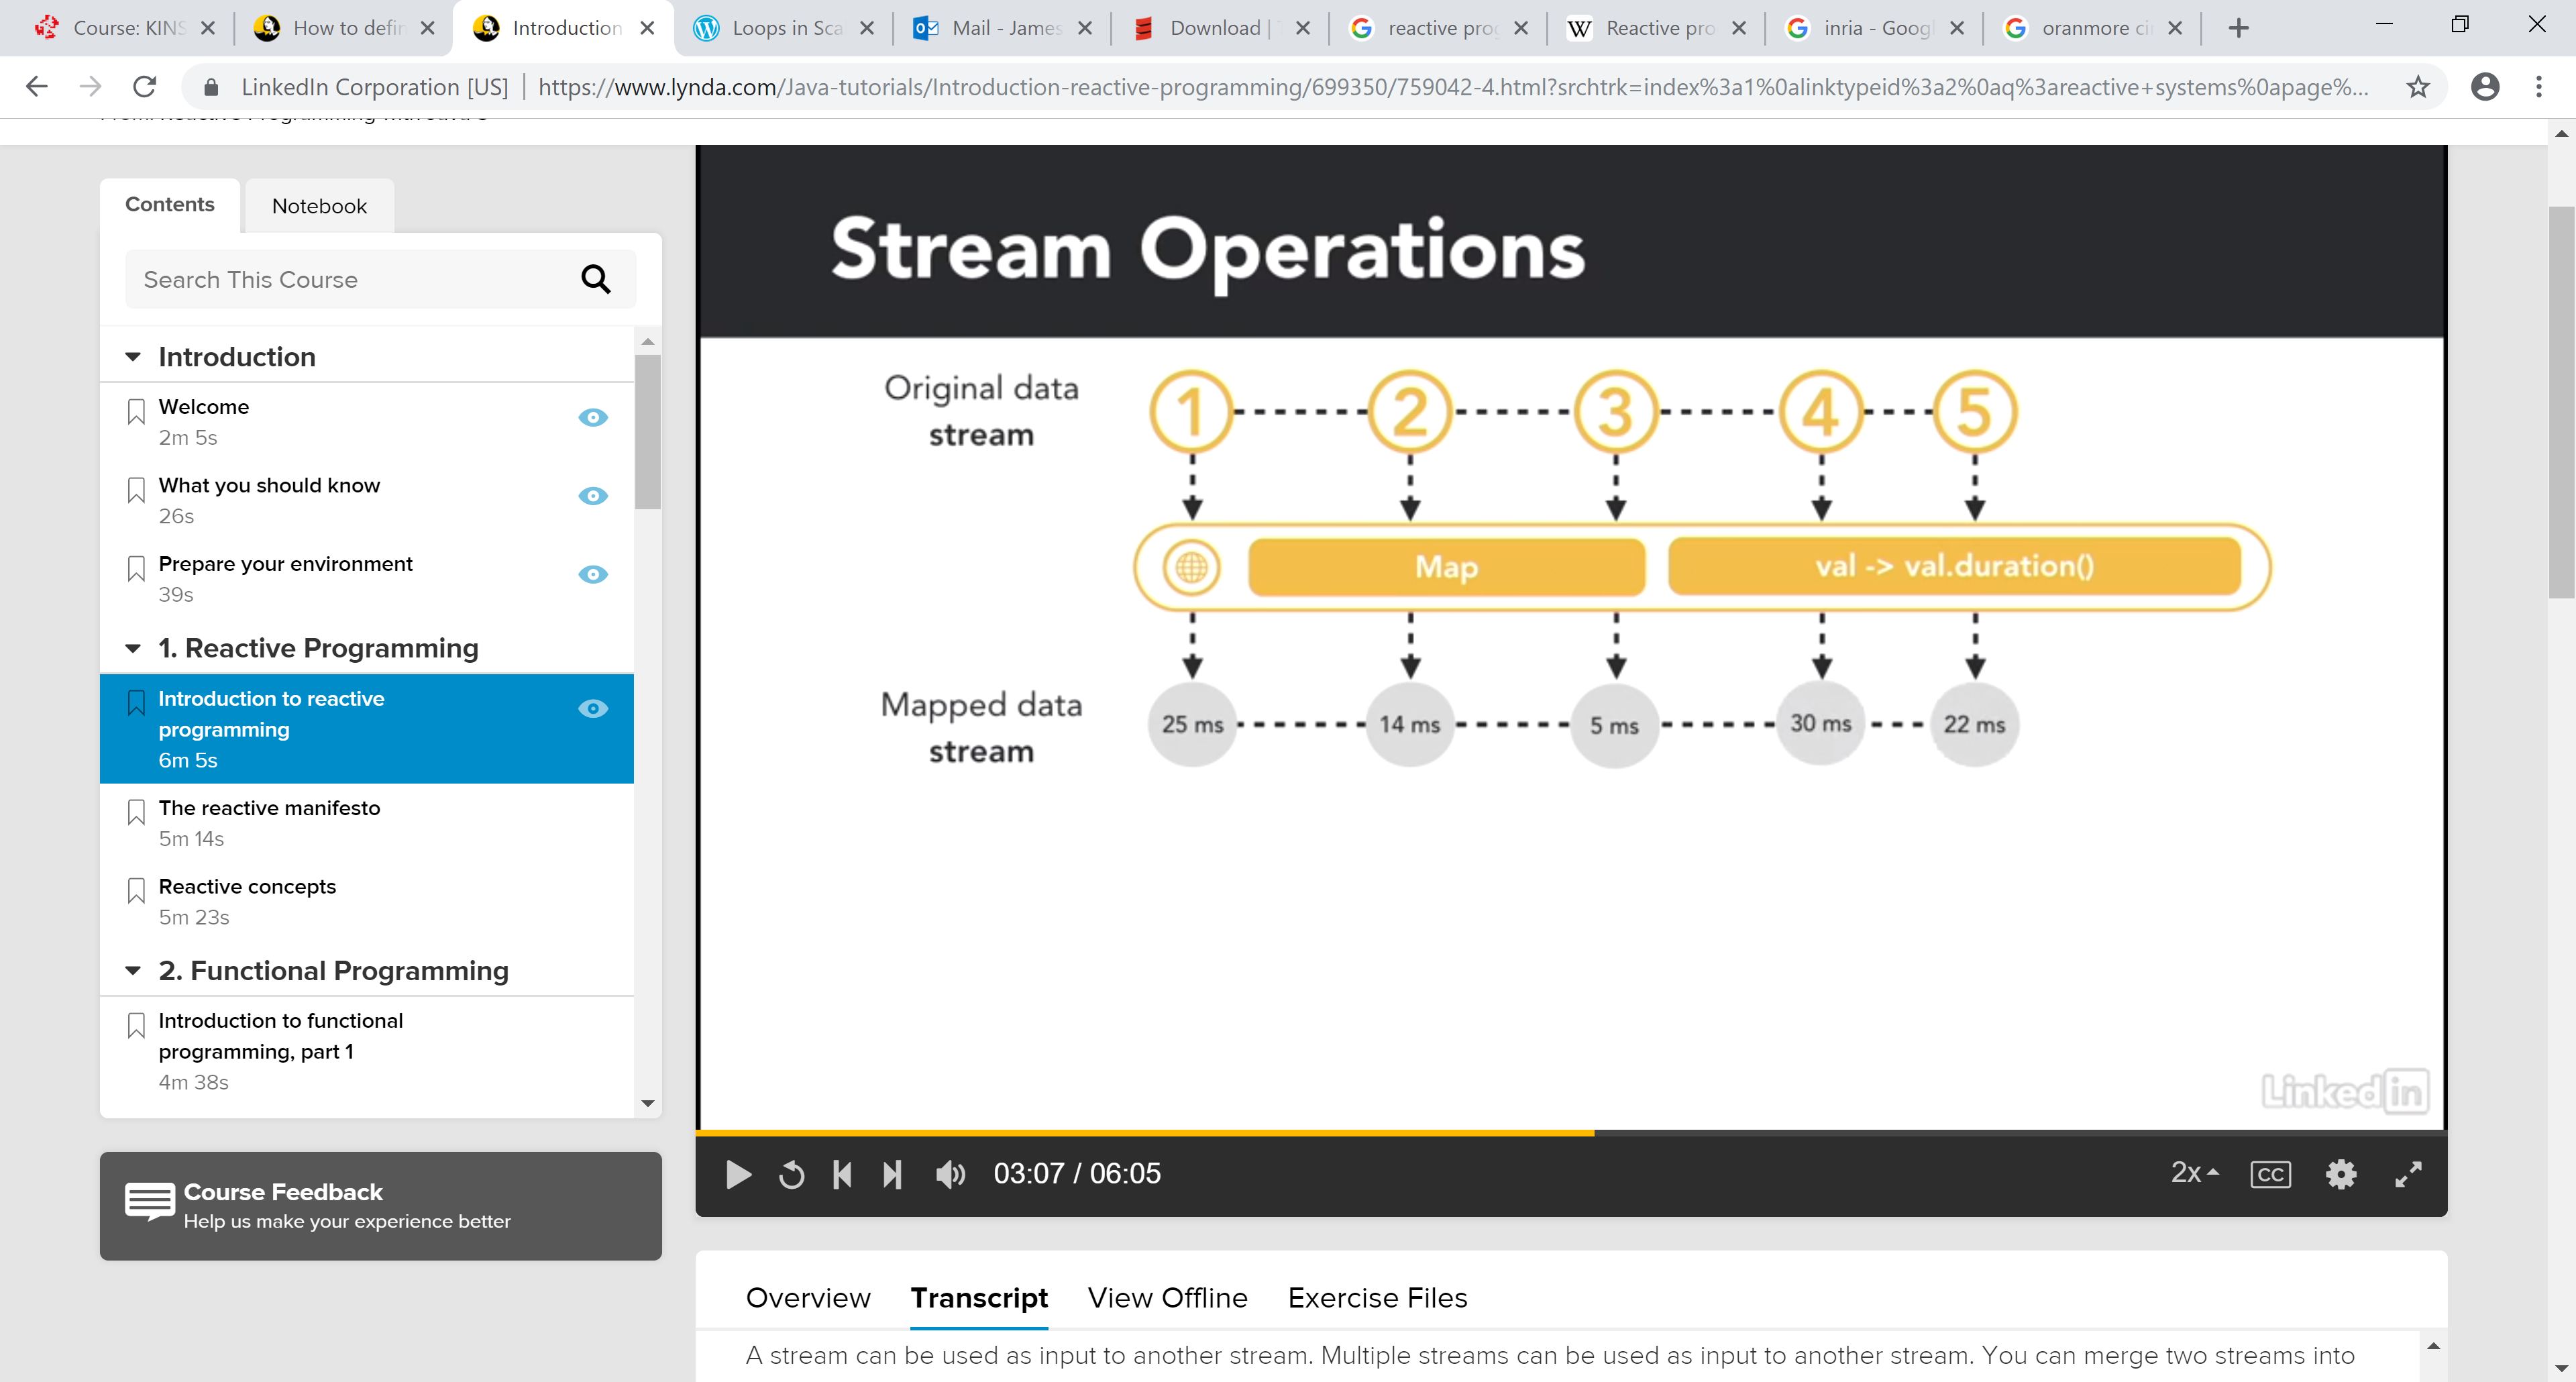 Course: KINS
How to defin
Introduction
Loops in Sca
Mail - James
Download | T
reactive prog
Reactive pro
inria - Googl
oranmore ci
LinkedIn Corporation [US] | https://www.lynda.com/Java-tutorials/Introduction-reactive-programming/699350/759042-4.html?srchtrk=index%3a1%0alinktypeid%3a2%0aq%3areactive+systems%0apage%...
Contents
Notebook
Search This Course
Introduction
Welcome
2m 5s
What you should know
26s
Prepare your environment
39s
1. Reactive Programming
Introduction to reactive
programming
6m 5s
The reactive manifesto
5m 14s
Reactive concepts
5m 23s
2. Functional Programming
Introduction to functional
programming, part 1
4m 38s
Course Feedback
Help us make your experience better
Stream Operations
Original data
stream
1 2 3 4 5
Map
val -> val.duration()
Mapped data
stream
25 ms 14 ms 5 ms 30 ms 22 ms
Linked in
03:07 / 06:05
2x
CC
Overview Transcript View Offline Exercise Files
A stream can be used as input to another stream. Multiple streams can be used as input to another stream. You can merge two streams into